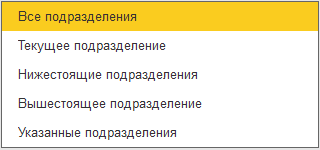 Все подразделения
Текущее подразделение
Нижестоящие подразделения
Вышестоящее подразделение
Указанные подразделения